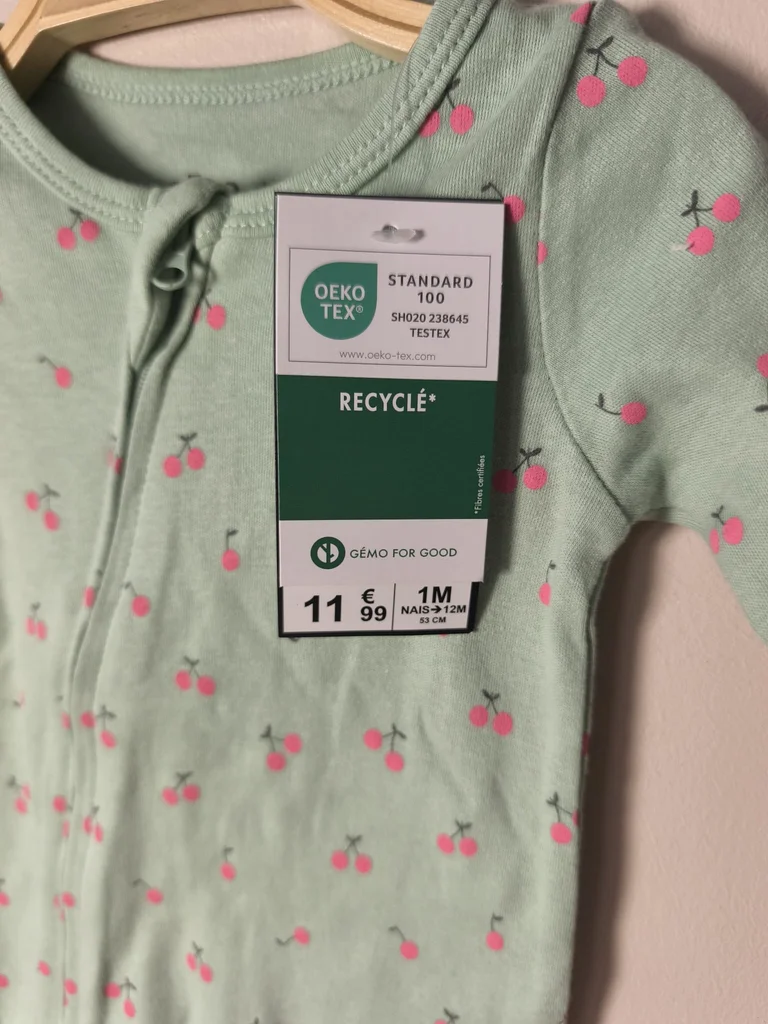 OEKO
TEX®
STANDARD
100
SH020 238645
TESTEX
www.oeko-tex.com
RECYCLÉ*
*Fibres certifiées
GĒMO FOR GOOD
11 €
99
1M
NAIS➔12M
53 CM